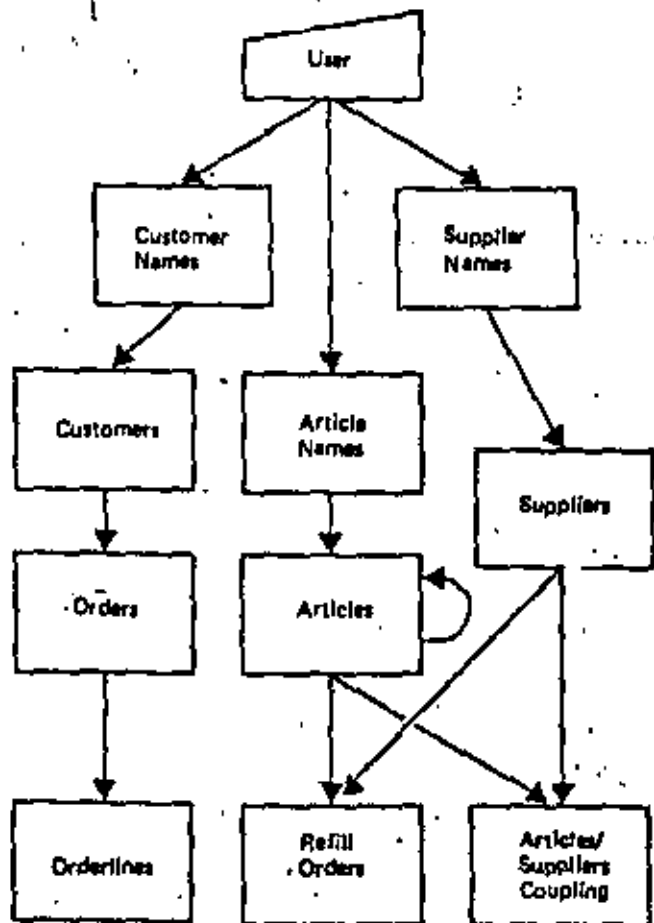 User
Customer
Names
Supplier
Names
Customers
Article
Names
Suppliers
Orders
Articles
Orderlines
Refill
Orders
Articles/
Suppliers
Coupling